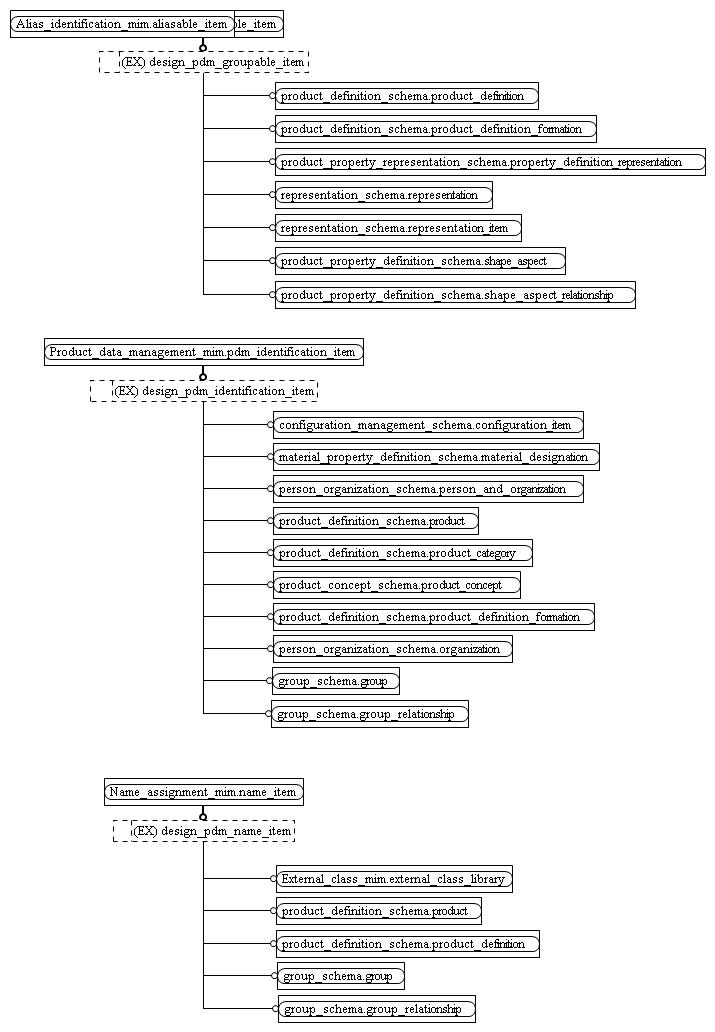 Alias_identification_mim.aliasable_item
le_item
(EX) design_pdm_groupable_item
product_definition_schema.product_definition
product_definition_schema.product_definition_formation
product_property_representation_schema.property_definition_representation
representation_schema.representation
representation_schema.representation_item
product_property_definition_schema.shape_aspect
product_property_definition_schema.shape_aspect_relationship
Product_data_management_mim.pdm_identification_item
(EX) design_pdm_identification_item
configuration_management_schema.configuration_item
material_property_definition_schema.material_designation
person_organization_schema.person_and_organization
product_definition_schema.product
product_definition_schema.product_category
product_concept_schema.product_concept
product_definition_schema.product_definition_formation
person_organization_schema.organization
group_schema.group
group_schema.group_relationship
Name_assignment_mim.name_item
(EX) design_pdm_name_item
External_class_mim.external_class_library
product_definition_schema.product
product_definition_schema.product_definition
group_schema.group
group_schema.group_relationship